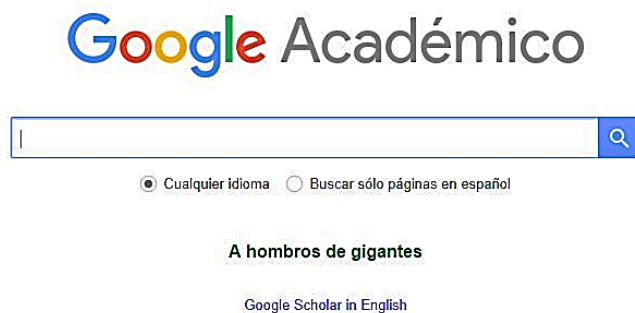 Google Académico
Cualquier idioma Buscar sólo páginas en español
A hombros de gigantes
Google Scholar in English